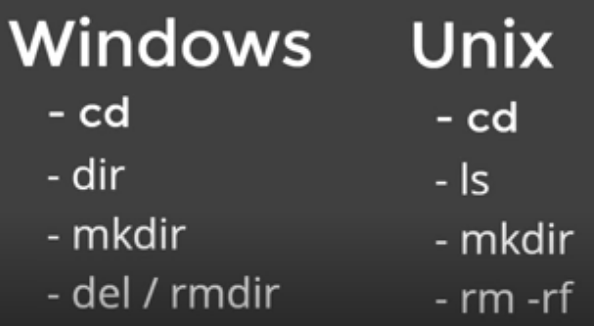 Windows
- cd
- dir
- mkdir
- del / rmdir
Unix
- cd
- ls
- mkdir
- rm -rf